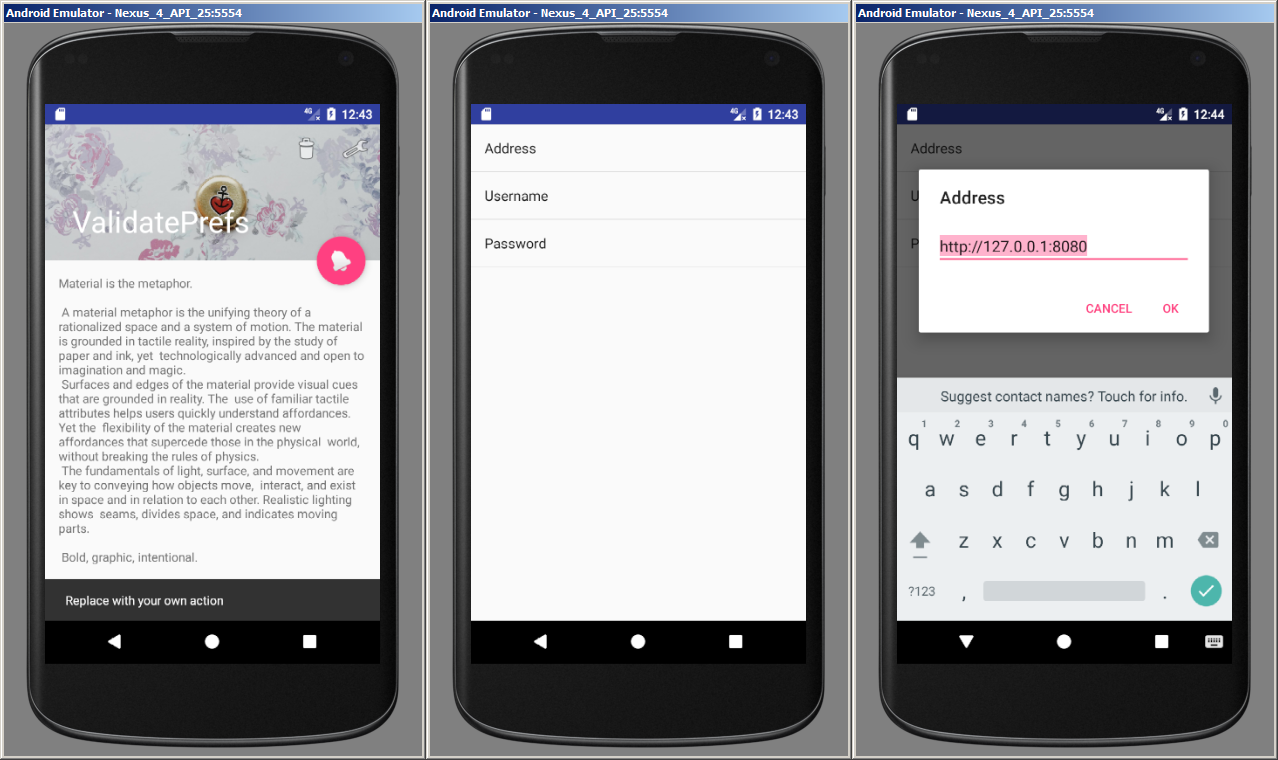 Android Emulator - Nexus_4_API_25:5554
4G 12:43
ValidatePrefs
Material is the metaphor.
A material metaphor is the unifying theory of a
rationalized space and a system of motion. The material
is grounded in tactile reality, inspired by the study of
paper and ink, yet  technologically advanced and open to
imagination and magic.
Surfaces and edges of the material provide visual cues
that are grounded in reality. The  use of familiar tactile
attributes helps users quickly understand affordances.
Yet the  flexibility of the material creates new
affordances that supercede those in the physical  world,
without breaking the rules of physics.
The fundamentals of light, surface, and movement are
key to conveying how objects move,  interact, and exist
in space and in relation to each other. Realistic lighting
shows  seams, divides space, and indicates moving
parts.
Bold, graphic, intentional.
Replace with your own action
Android Emulator - Nexus_4_API_25:5554
4G 12:43
Address
Username
Password
Android Emulator - Nexus_4_API_25:5554
4G 12:44
Address
U
P
Address
http://127.0.0.1:8080
CANCEL OK
Suggest contact names? Touch for info.
1 2 3 4 5 6 7 8 9 0
q w e r t y u i o p
a s d f g h j k l
z x c v b n m
?123 , .